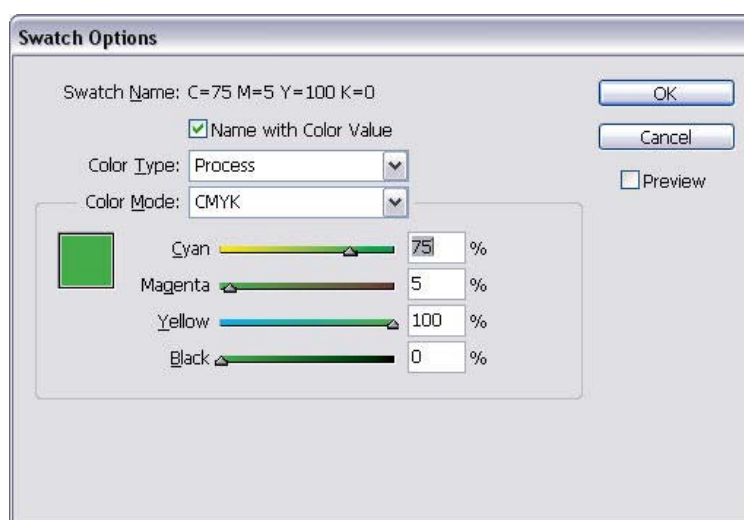 Swatch Options
Swatch Name: C=75 M=5 Y=100 K=0
OK
Name with Color Value
Cancel
Color Type: Process
Preview
Color Mode: CMYK
Cyan 75 %
Magenta 5 %
Yellow 100 %
Black 0 %